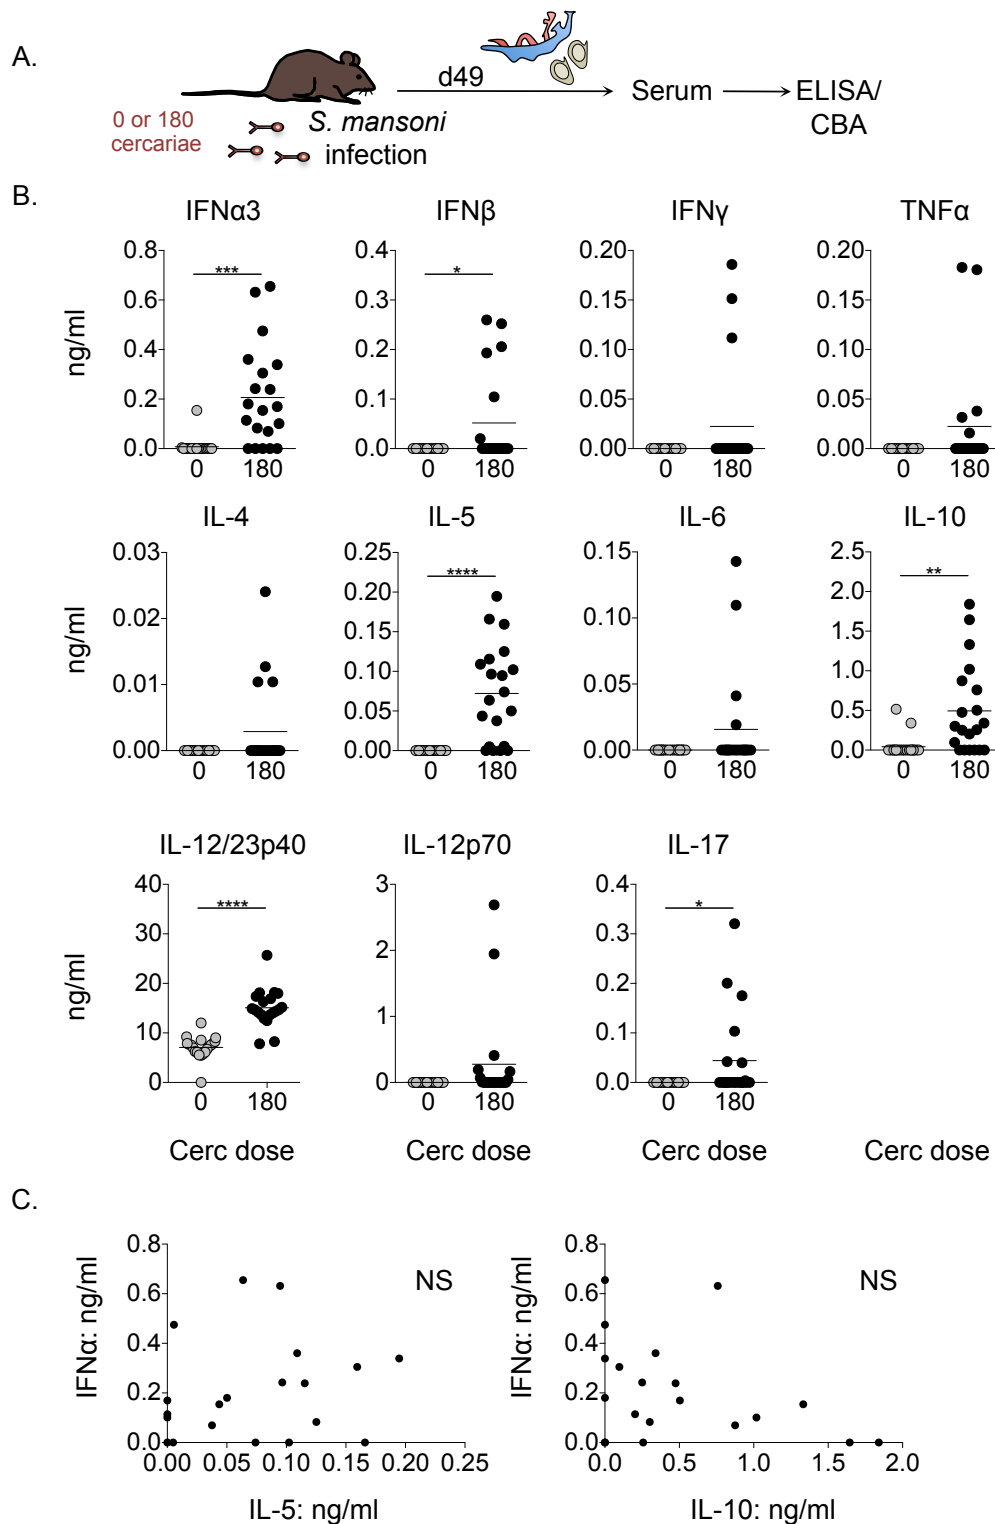 A.
d49
Serum
ELISA/
CBA
0 or 180
cercariae
S. mansoni
infection
B.
IFNα3
IFNβ
IFNγ
TNFα
ng/ml
0.8
0.6
0.4
0.2
0.0
***
0
180
0.4
0.3
0.2
0.1
0.0
*
0
180
0.20
0.15
0.10
0.05
0.00
0
180
0.20
0.15
0.10
0.05
0.00
0
180
IL-4
IL-5
IL-6
IL-10
ng/ml
0.03
0.02
0.01
0.00
0
180
0.25
0.20
0.15
0.10
0.05
0.00
****
0
180
0.15
0.10
0.05
0.00
0
180
2.5
2.0
1.5
1.0
0.5
0.0
**
0
180
IL-12/23p40
IL-12p70
IL-17
ng/ml
40
30
20
10
0
****
0
180
3
2
1
0
0
180
0.4
0.3
0.2
0.1
0.0
*
0
180
Cerc dose
Cerc dose
Cerc dose
Cerc dose
C.
IFNα: ng/ml
0.8
0.6
0.4
0.2
0.0
NS
0.00 0.05 0.10 0.15 0.20 0.25
IL-5: ng/ml
IFNα: ng/ml
0.8
0.6
0.4
0.2
0.0
NS
0.0 0.5 1.0 1.5 2.0
IL-10: ng/ml